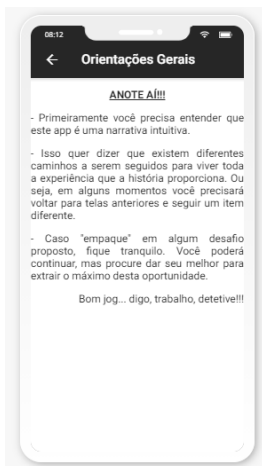 08:12
Orientações Gerais
ANOTE AÍ!!!
- Primeiramente você precisa entender que
este app é uma narrativa intuitiva.
- Isso quer dizer que existem diferentes
caminhos a serem seguidos para viver toda
a experiência que a história proporciona. Ou
seja, em alguns momentos você precisará
voltar para telas anteriores e seguir um item
diferente.
- Caso "empaque" em algum desafio
proposto, fique tranquilo. Você poderá
continuar, mas procure dar seu melhor para
extrair o máximo desta oportunidade.
Bom jog... digo, trabalho, detetive!!!